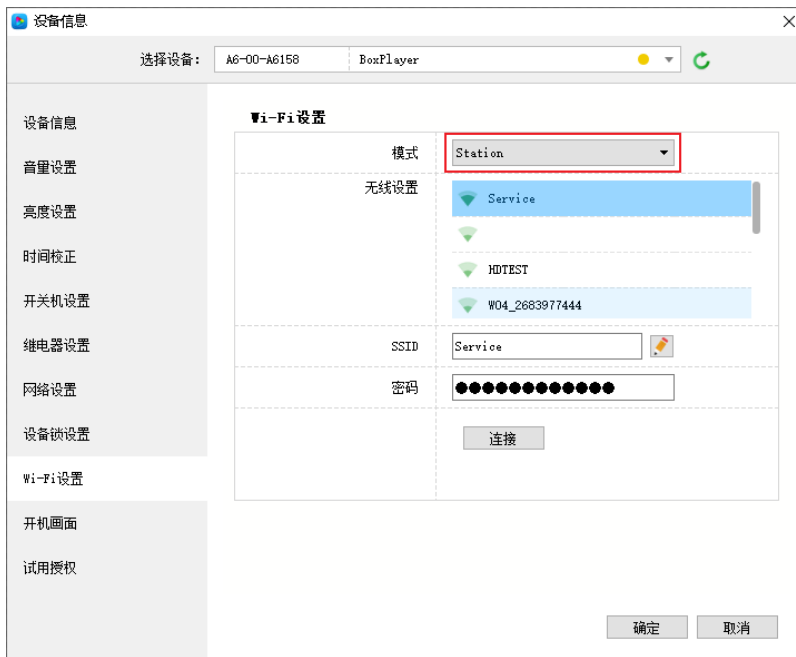 设备信息
选择设备: A6-00-A6158 BoxPlayer
设备信息
音量设置
亮度设置
时间校正
开关机设置
继电器设置
网络设置
设备锁设置
Wi-Fi设置
开机画面
试用授权
Wi-Fi设置
模式 Station
无线设置 Service
HDTEST
W04_2683977444
SSID Service
密码 ●●●●●●●●●●●●
连接
确定 取消